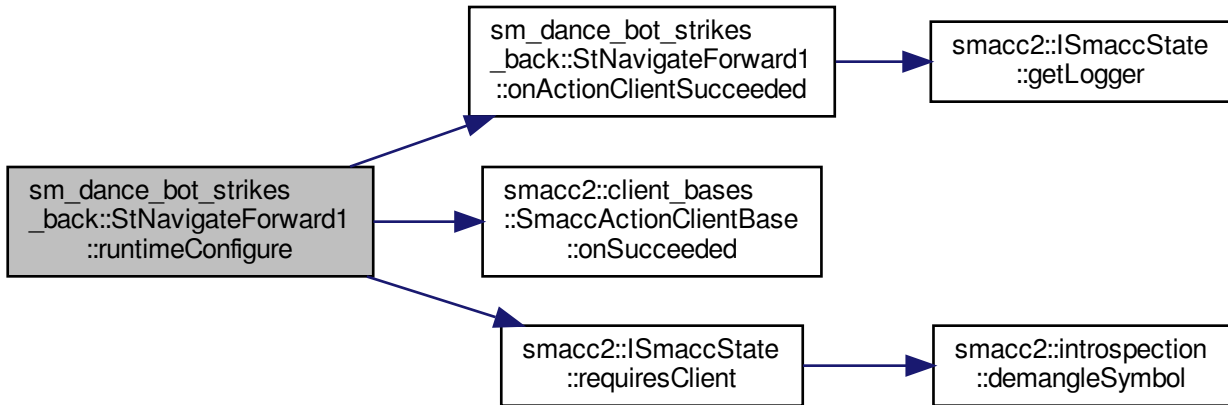 sm_dance_bot_strikes
_back::StNavigateForward1
::runtimeConfigure
sm_dance_bot_strikes
_back::StNavigateForward1
::onActionClientSucceeded
smacc2::ISmaccState
::getLogger
smacc2::client_bases
::SmaccActionClientBase
::onSucceeded
smacc2::ISmaccState
::requiresClient
smacc2::introspection
::demangleSymbol